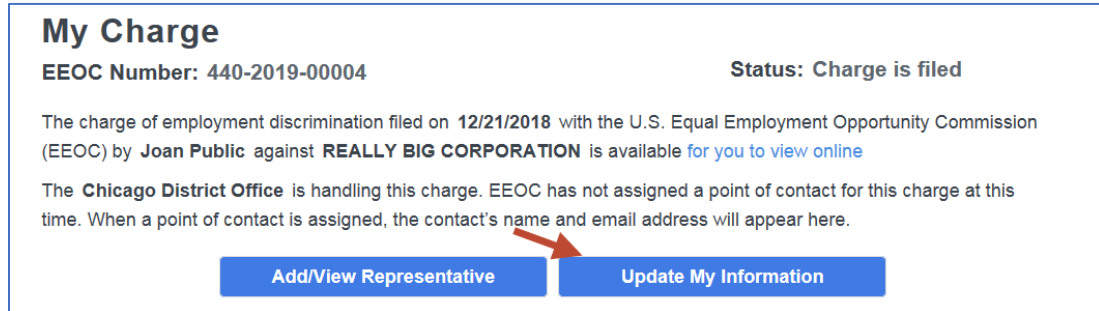 My Charge
EEOC Number: 440-2019-00004 Status: Charge is filed
The charge of employment discrimination filed on 12/21/2018 with the U.S. Equal Employment Opportunity Commission
(EEOC) by Joan Public against REALLY BIG CORPORATION is available for you to view online
The Chicago District Office is handling this charge. EEOC has not assigned a point of contact for this charge at this
time. When a point of contact is assigned, the contact's name and email address will appear here.
Add/View Representative Update My Information